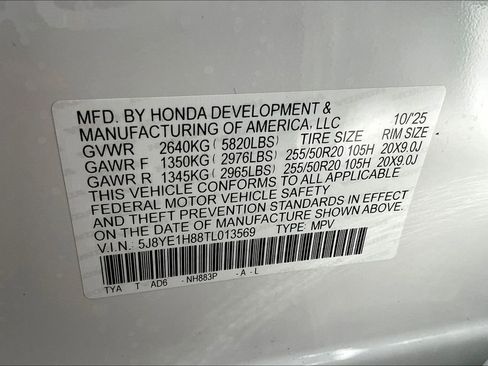 MFD. BY HONDA DEVELOPMENT & 10/25
MANUFACTURING OF AMERICA, LLC
GVWR 2640KG( 5820LBS) TIRE SIZE RIM SIZE
GAWR F 1350KG( 2976LBS) 255/50R20 105H 20X9.0J
GAWR R 1345KG( 2965LBS) 255/50R20 105H 20X9.0J
THIS VEHICLE CONFORMS TO ALL APPLICABLE
FEDERAL MOTOR VEHICLE SAFETY
AND THEFT PREVENTION STANDARDS IN EFFECT
ON THE DATE OF MANUFACTURE SHOWN ABOVE.
V.I.N.: 5J8YE1H88TL013569 TYPE: MPV
TYA T AD6 -NH883P -A-L